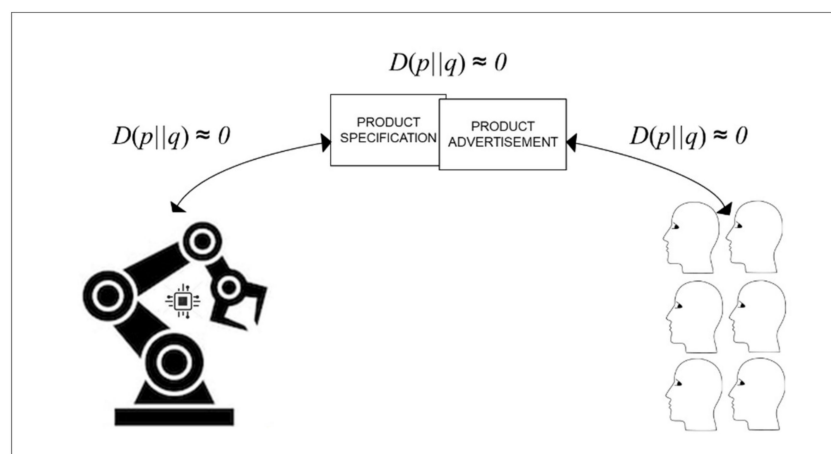 D(p||q) ≈ 0
D(p||q) ≈ 0
PRODUCT
SPECIFICATION
PRODUCT
ADVERTISEMENT
D(p||q) ≈ 0